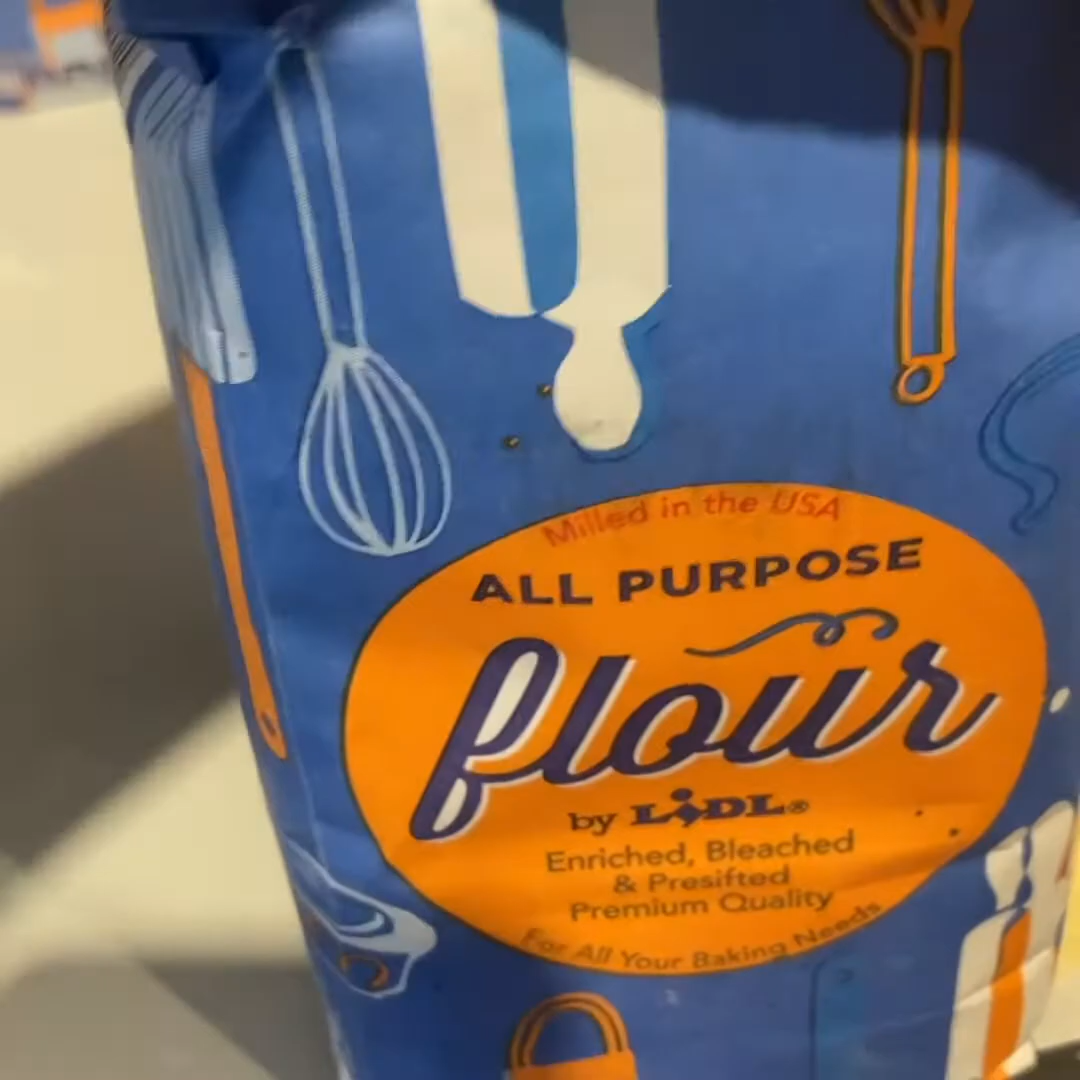 Milled in the USA
ALL PURPOSE
flour
by LiDL®
Enriched, Bleached
& Presifted
Premium Quality
For All Your Baking Needs